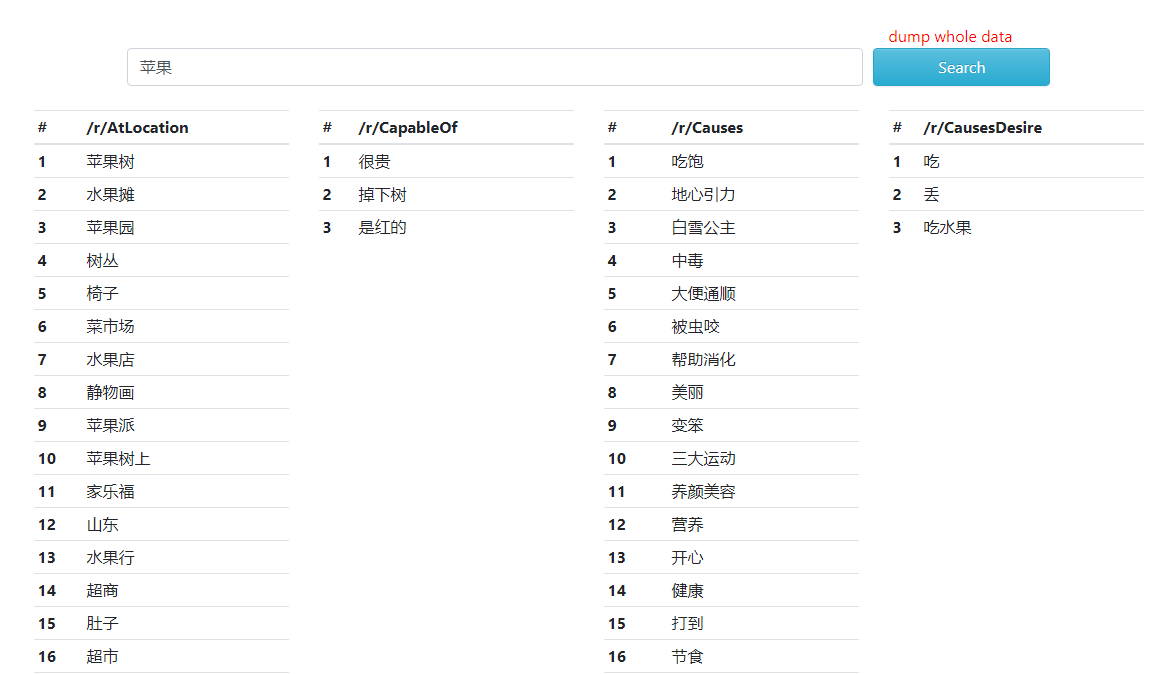 dump whole data
苹果
Search
# /r/AtLocation
1 苹果树
2 水果摊
3 苹果园
4 树丛
5 椅子
6 菜市场
7 水果店
8 静物画
9 苹果派
10 苹果树上
11 家乐福
12 山东
13 水果行
14 超商
15 肚子
16 超市
# /r/CapableOf
1 很贵
2 掉下树
3 是红的
# /r/Causes
1 吃饱
2 地心引力
3 白雪公主
4 中毒
5 大便通顺
6 被虫咬
7 帮助消化
8 美丽
9 变笨
10 三大运动
11 养颜美容
12 营养
13 开心
14 健康
15 打到
16 节食
# /r/CausesDesire
1 吃
2 丢
3 吃水果